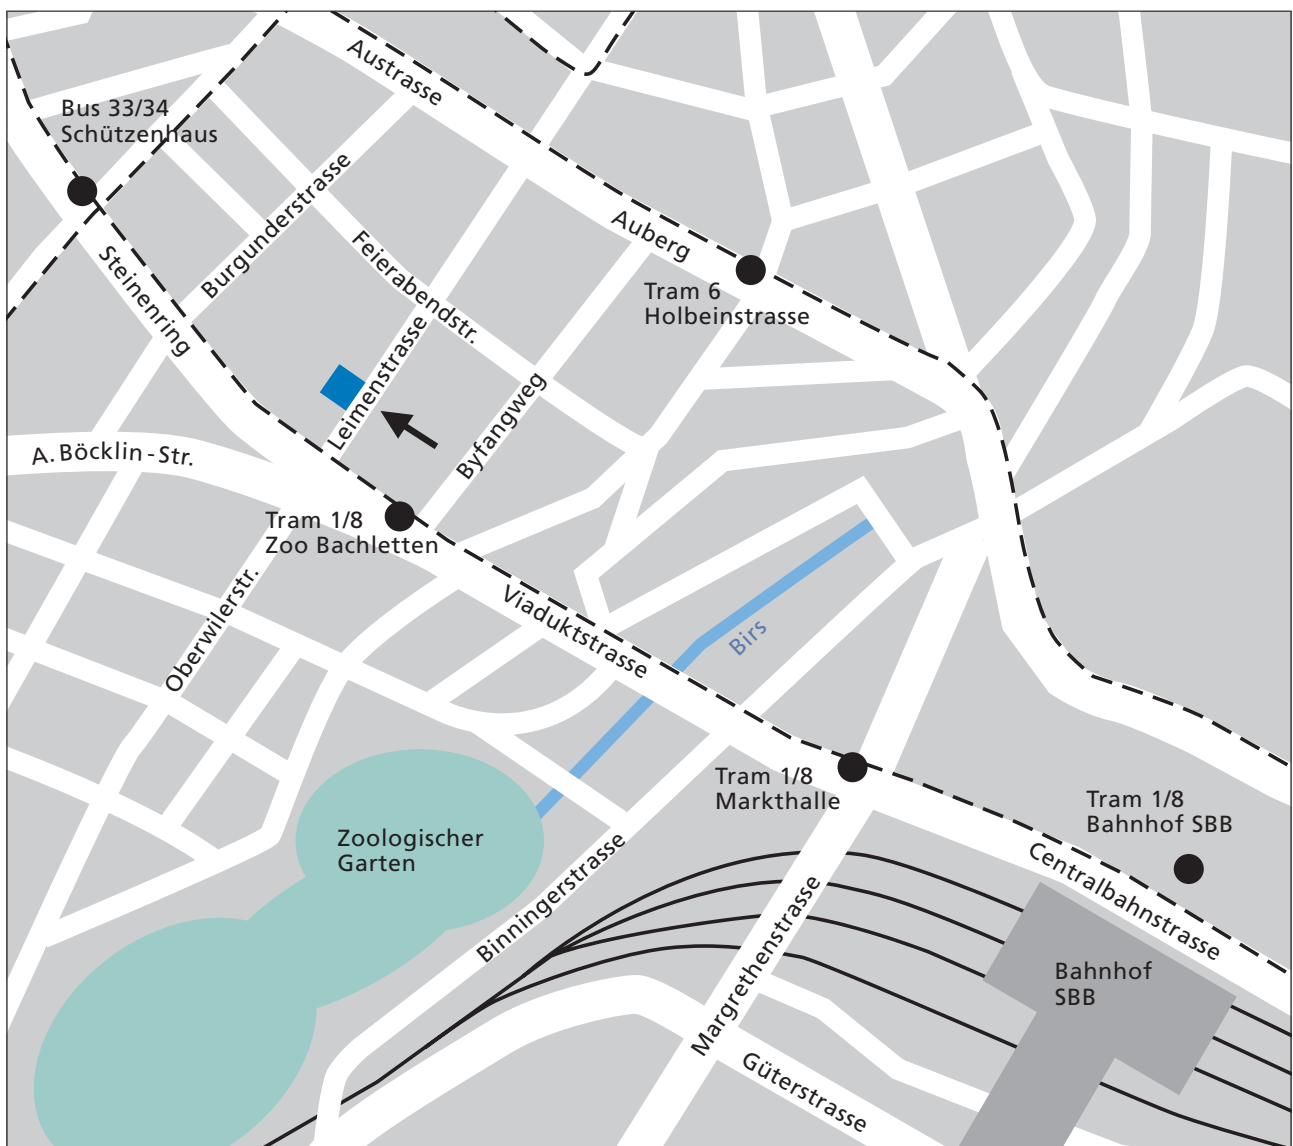 Austrasse
Bus 33/34
Schützenhaus
Burgunderstrasse
Auberg
Feierabendstr.
Steinenring
Tram 6
Holbeinstrasse
Leimenstrasse
Byfangweg
A. Böcklin-Str.
Tram 1/8
Zoo Bachletten
Oberwilerstr.
Viaduktstrasse
Birs
Tram 1/8
Markthalle
Tram 1/8
Bahnhof SBB
Zoologischer
Garten
Binningerstrasse
Centralbahnstrasse
Margrethenstrasse
Bahnhof
SBB
Güterstrasse